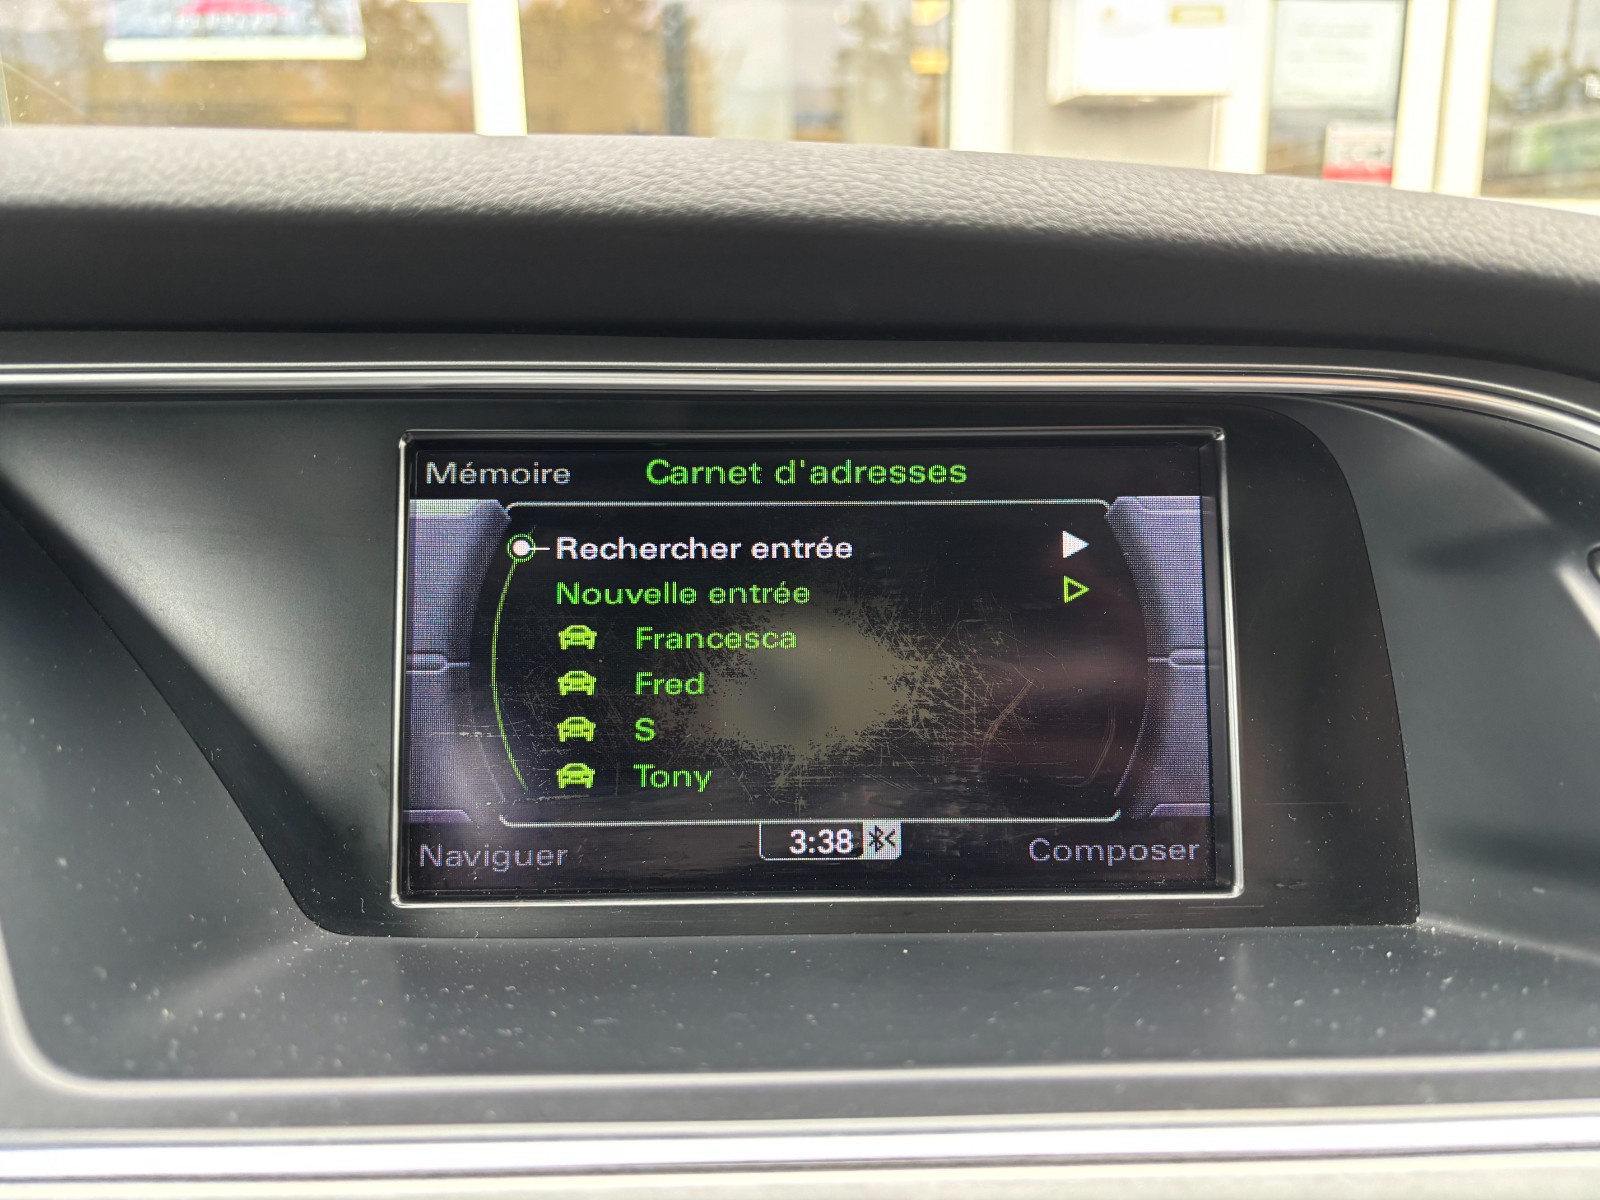 Mémoire
Carnet d'adresses
Rechercher entrée
Nouvelle entrée
Francesca
Fred
S
Tony
Naviguer
3:38
Composer